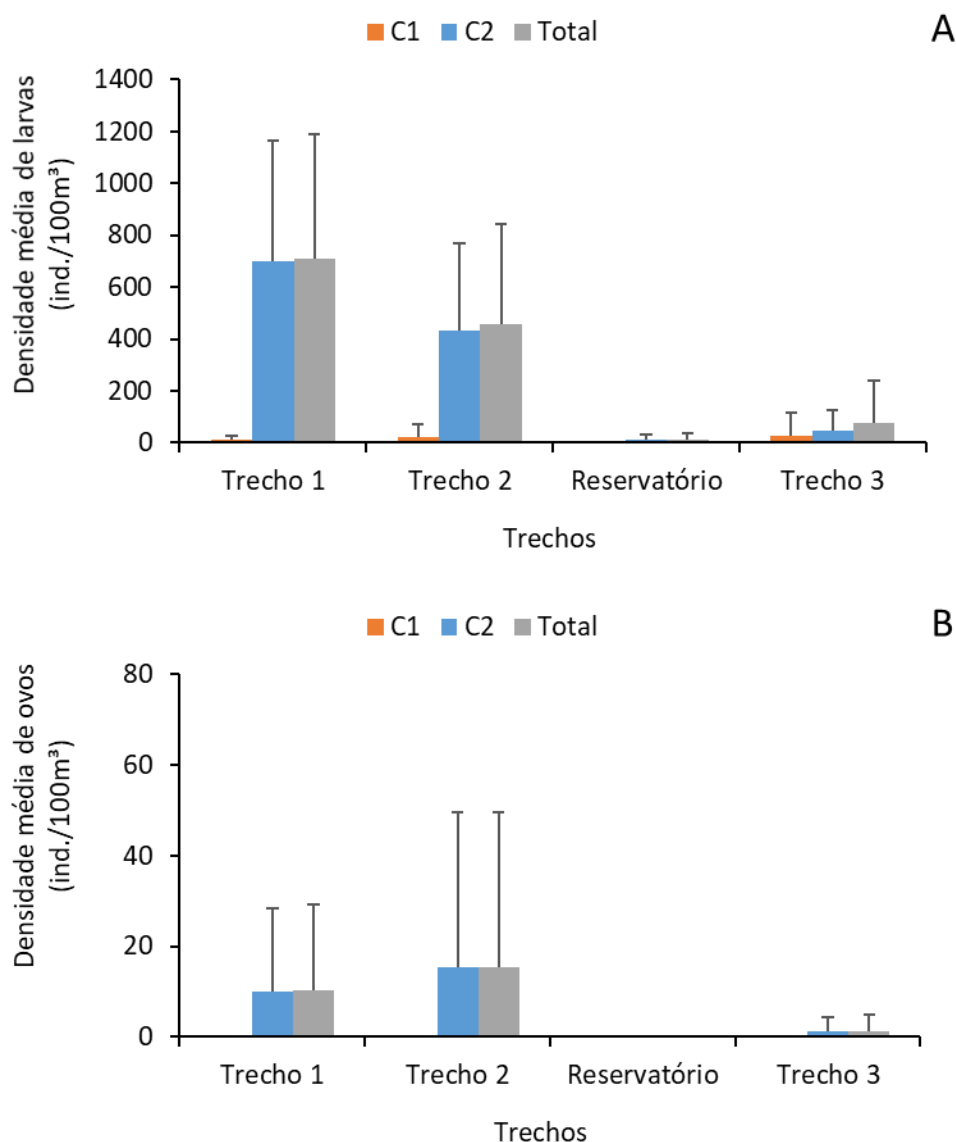 C1 C2 Total
A
Densidade média de larvas
(ind./100m³)
1400
1200
1000
800
600
400
200
0
Trecho 1 Trecho 2 Reservatório Trecho 3
Trechos
C1 C2 Total
B
Densidade média de ovos
(ind./100m³)
80
60
40
20
0
Trecho 1 Trecho 2 Reservatório Trecho 3
Trechos